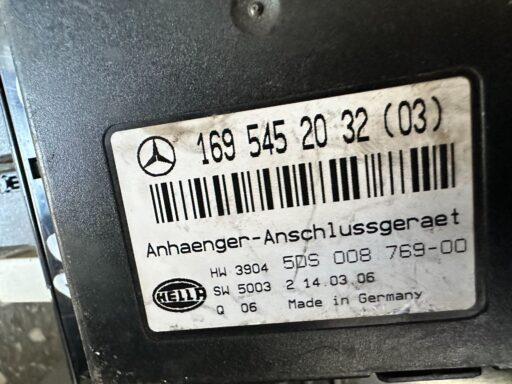 169 545 20 32 (03)
Anhaenger-Anschlussgeraet
HW 3904 5DS 008 769-00
HELLA SW 5003 2 14.03.06
Q 06 Made in Germany